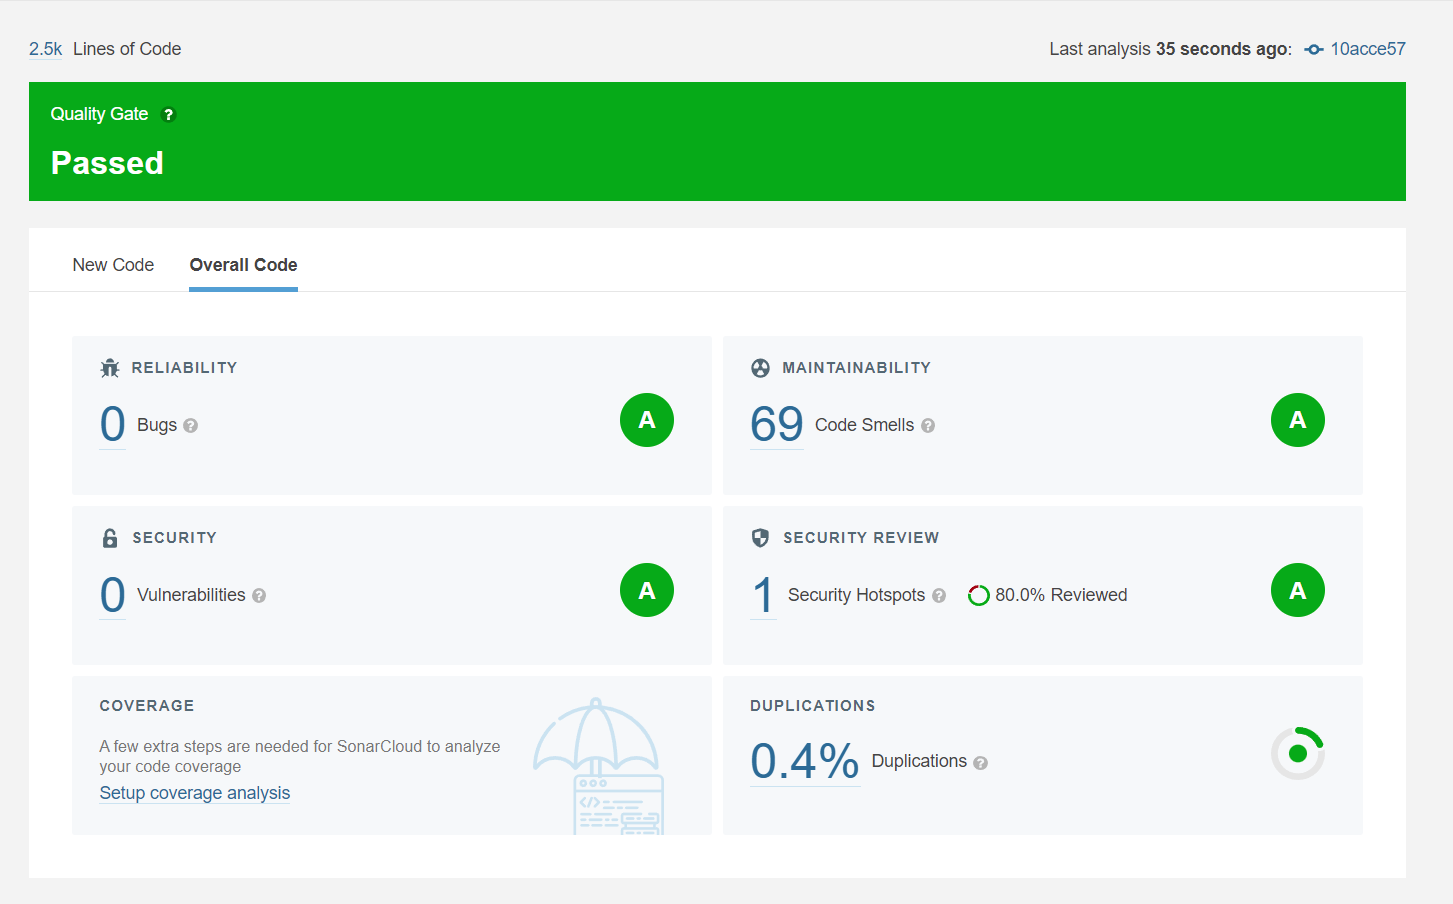 2.5k Lines of Code
Last analysis 35 seconds ago: 10acce57
Quality Gate ?
Passed
New Code Overall Code
RELIABILITY
0 Bugs ?
A
MAINTAINABILITY
69 Code Smells ?
A
SECURITY
0 Vulnerabilities ?
A
SECURITY REVIEW
1 Security Hotspots ? 80.0% Reviewed
A
COVERAGE
A few extra steps are needed for SonarCloud to analyze
your code coverage
Setup coverage analysis
</>
DUPLICATIONS
0.4% Duplications ?